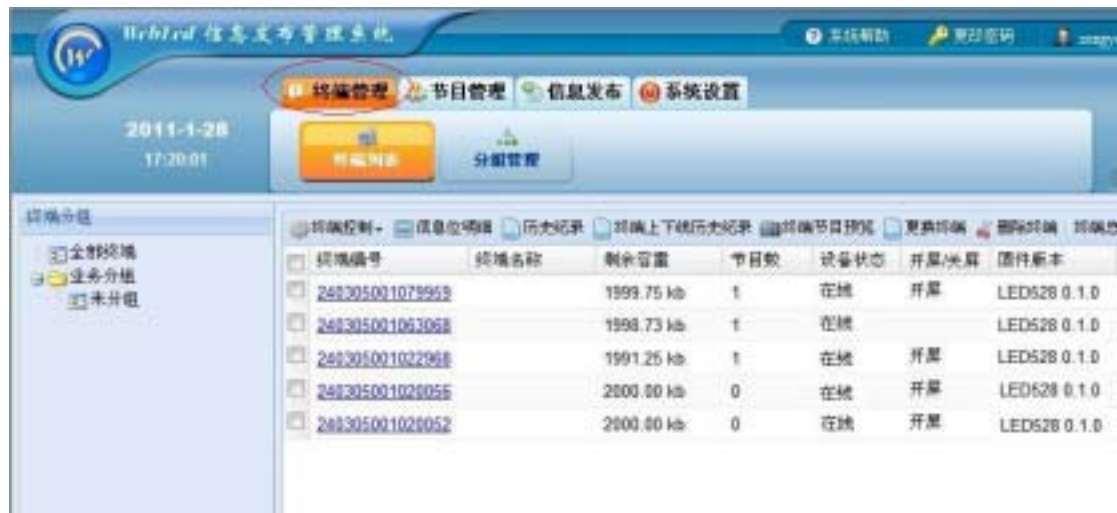 WebLed 信息发布管理系统
系统帮助 更改密码
终端管理 节目管理 信息发布 系统设置
2011-1-28
17:20:01
终端列表 分组管理
终端分组
全部终端
业务分组
未分组
终端控制 信息位明细 历史纪录 终端上下线历史纪录 终端节目预览 更换终端 删除终端
终端编号 终端名称 剩余容量 节目数 设备状态 开屏/关屏 固件版本
240305001079959 1999.75 kb 1 在线 开屏 LED528 0.1.0
240305001063068 1998.73 kb 1 在线 LED528 0.1.0
240305001022968 1991.25 kb 1 在线 开屏 LED528 0.1.0
240305001020056 2000.00 kb 0 在线 开屏 LED528 0.1.0
240305001020052 2000.00 kb 0 在线 开屏 LED528 0.1.0